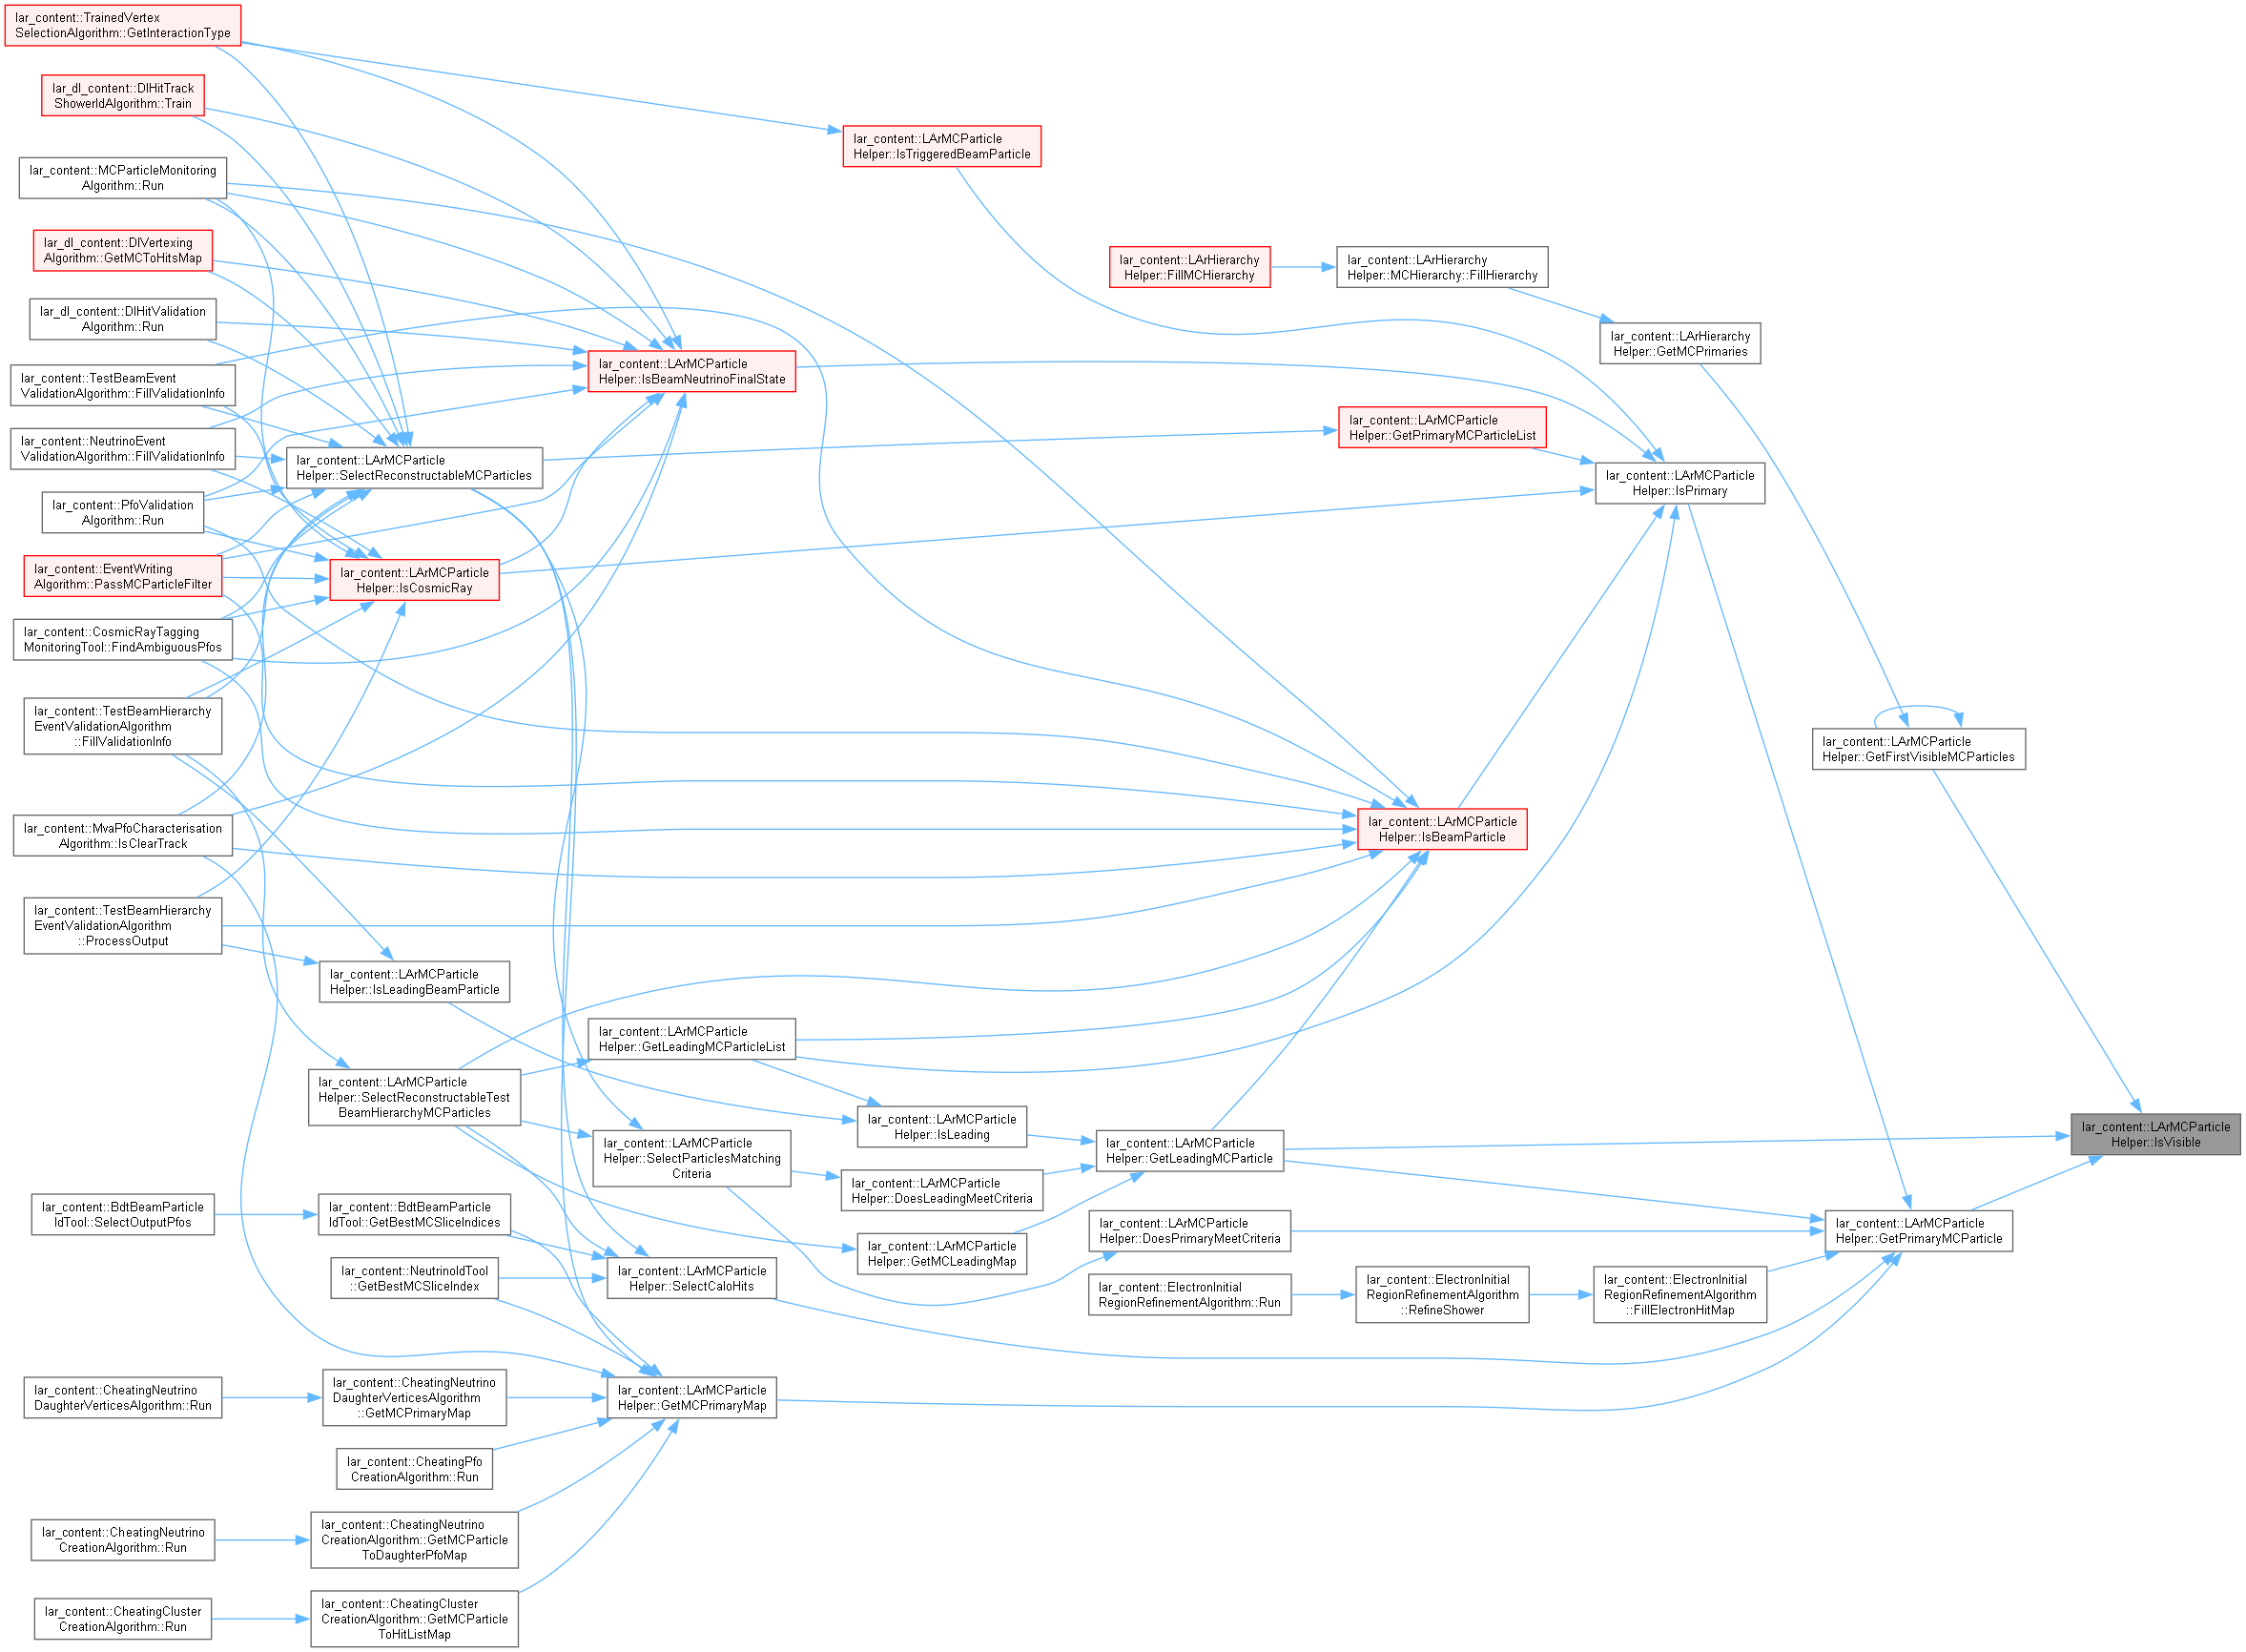 lar_content::TrainedVertex
SelectionAlgorithm::GetInteractionType
lar_dl_content::DlHitTrack
ShowerIdAlgorithm::Train
lar_content::MCParticleMonitoring
Algorithm::Run
lar_dl_content::DlVertexing
Algorithm::GetMCToHitsMap
lar_dl_content::DlHitValidation
Algorithm::Run
lar_content::TestBeamEvent
ValidationAlgorithm::FillValidationInfo
lar_content::NeutrinoEvent
ValidationAlgorithm::FillValidationInfo
lar_content::PfoValidation
Algorithm::Run
lar_content::EventWriting
Algorithm::PassMCParticleFilter
lar_content::CosmicRayTagging
MonitoringTool::FindAmbiguousPfos
lar_content::TestBeamHierarchy
EventValidationAlgorithm
::FillValidationInfo
lar_content::MvaPfoCharacterisation
Algorithm::IsClearTrack
lar_content::TestBeamHierarchy
EventValidationAlgorithm
::ProcessOutput
lar_content::BdtBeamParticle
IdTool::SelectOutputPfos
lar_content::CheatingNeutrino
DaughterVerticesAlgorithm::Run
lar_content::CheatingNeutrino
CreationAlgorithm::Run
lar_content::CheatingCluster
CreationAlgorithm::Run
lar_content::LArMCParticle
Helper::SelectReconstructableMCParticles
lar_content::LArMCParticle
Helper::IsCosmicRay
lar_content::LArMCParticle
Helper::IsLeadingBeamParticle
lar_content::LArMCParticle
Helper::SelectReconstructableTest
BeamHierarchyMCParticles
lar_content::BdtBeamParticle
IdTool::GetBestMCSliceIndices
lar_content::NeutrinoIdTool
::GetBestMCSliceIndex
lar_content::CheatingNeutrino
DaughterVerticesAlgorithm
::GetMCPrimaryMap
lar_content::CheatingPfo
CreationAlgorithm::Run
lar_content::CheatingNeutrino
CreationAlgorithm::GetMCParticle
ToDaughterPfoMap
lar_content::CheatingCluster
CreationAlgorithm::GetMCParticle
ToHitListMap
lar_content::LArMCParticle
Helper::IsBeamNeutrinoFinalState
lar_content::LArMCParticle
Helper::GetLeadingMCParticleList
lar_content::LArMCParticle
Helper::SelectParticlesMatching
Criteria
lar_content::LArMCParticle
Helper::SelectCaloHits
lar_content::LArMCParticle
Helper::GetMCPrimaryMap
lar_content::LArMCParticle
Helper::IsTriggeredBeamParticle
lar_content::LArMCParticle
Helper::IsLeading
lar_content::LArMCParticle
Helper::DoesLeadingMeetCriteria
lar_content::LArMCParticle
Helper::GetMCLeadingMap
lar_content::LArHierarchy
Helper::FillMCHierarchy
lar_content::LArMCParticle
Helper::GetLeadingMCParticle
lar_content::LArMCParticle
Helper::DoesPrimaryMeetCriteria
lar_content::ElectronInitial
RegionRefinementAlgorithm::Run
lar_content::LArHierarchy
Helper::MCHierarchy::FillHierarchy
lar_content::LArMCParticle
Helper::GetPrimaryMCParticleList
lar_content::LArMCParticle
Helper::IsBeamParticle
lar_content::ElectronInitial
RegionRefinementAlgorithm
::RefineShower
lar_content::LArHierarchy
Helper::GetMCPrimaries
lar_content::LArMCParticle
Helper::IsPrimary
lar_content::ElectronInitial
RegionRefinementAlgorithm
::FillElectronHitMap
lar_content::LArMCParticle
Helper::GetFirstVisibleMCParticles
lar_content::LArMCParticle
Helper::GetPrimaryMCParticle
lar_content::LArMCParticle
Helper::IsVisible